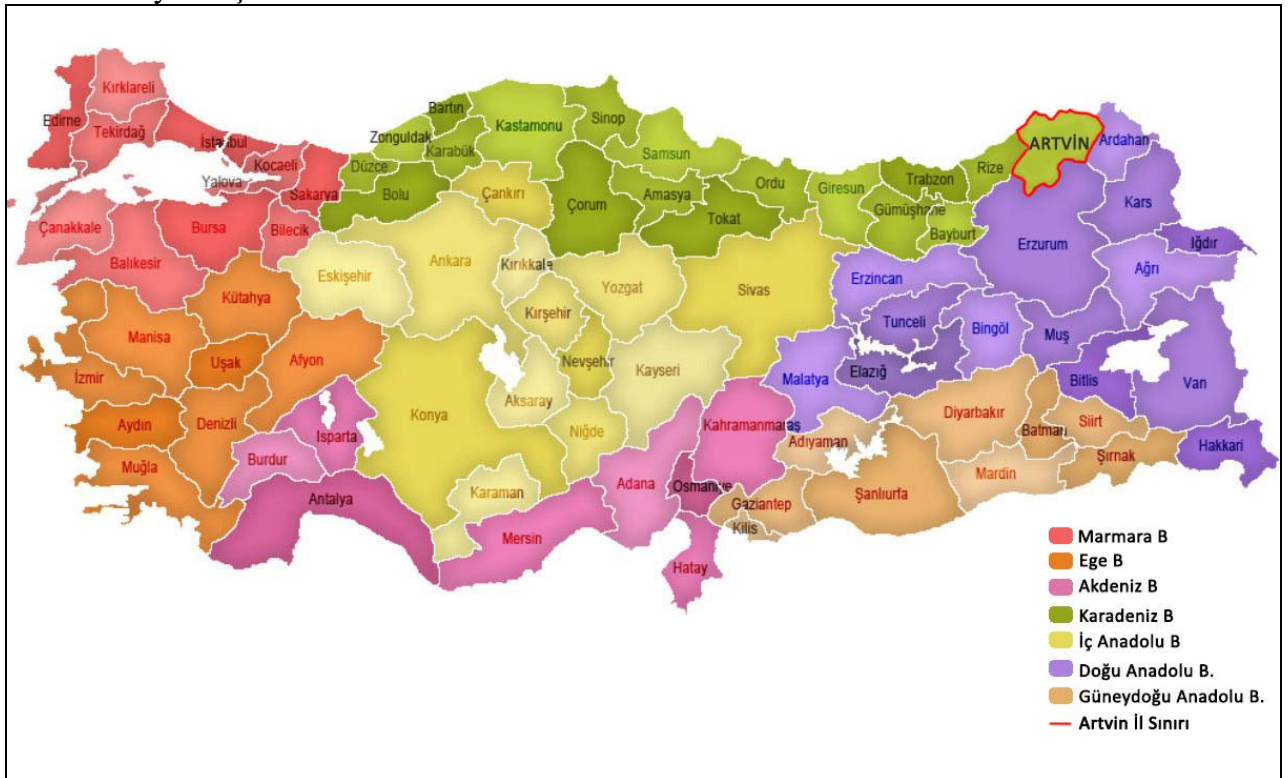 Kırklareli
Edirne
Tekirdağ
İstanbul
Kocaeli
Yalova
Sakarya
Çanakkale
Bursa
Bilecik
Balıkesir
Bartın
Zonguldak
Karabük
Kastamonu
Sinop
Düzce
Bolu
Çankırı
Samsun
Çorum
Amasya
Tokat
Ordu
Giresun
Trabzon
Gümüşhane
Bayburt
Rize
ARTVİN
Ardahan
Kars
Iğdır
Erzurum
Ağrı
Erzincan
Tunceli
Bingöl
Muş
Elazığ
Malatya
Bitlis
Van
Hakkari
Eskişehir
Ankara
Kırıkkale
Kırşehir
Yozgat
Sivas
Nevşehir
Kayseri
Aksaray
Konya
Niğde
Karaman
Kütahya
Manisa
Uşak
Afyon
İzmir
Aydın
Denizli
Muğla
Isparta
Burdur
Antalya
Mersin
Adana
Osmaniye
Kahramanmaraş
Hatay
Adıyaman
Gaziantep
Kilis
Şanlıurfa
Diyarbakır
Batman
Siirt
Mardin
Şırnak
Marmara B
Ege B
Akdeniz B
Karadeniz B
İç Anadolu B
Doğu Anadolu B.
Güneydoğu Anadolu B.
Artvin İl Sınırı